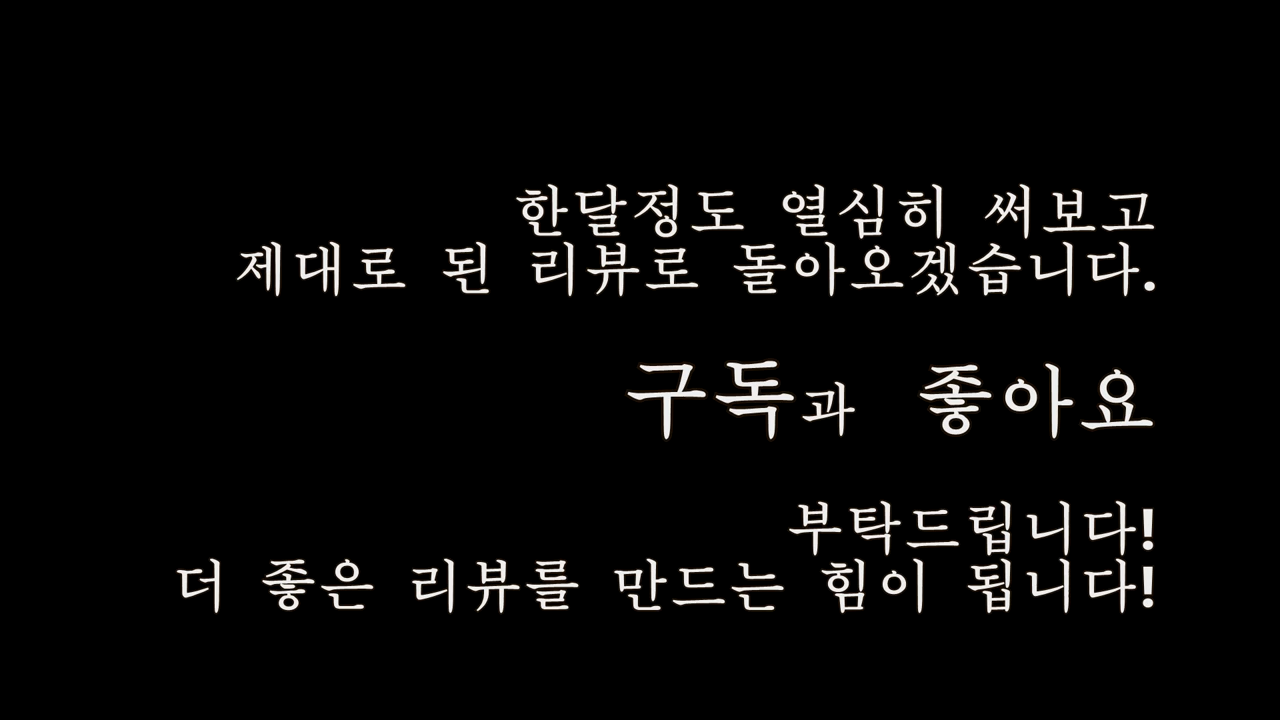 한달정도 열심히 써보고
제대로 된 리뷰로 돌아오겠습니다.
구독과 좋아요
부탁드립니다!
더 좋은 리뷰를 만드는 힘이 됩니다!